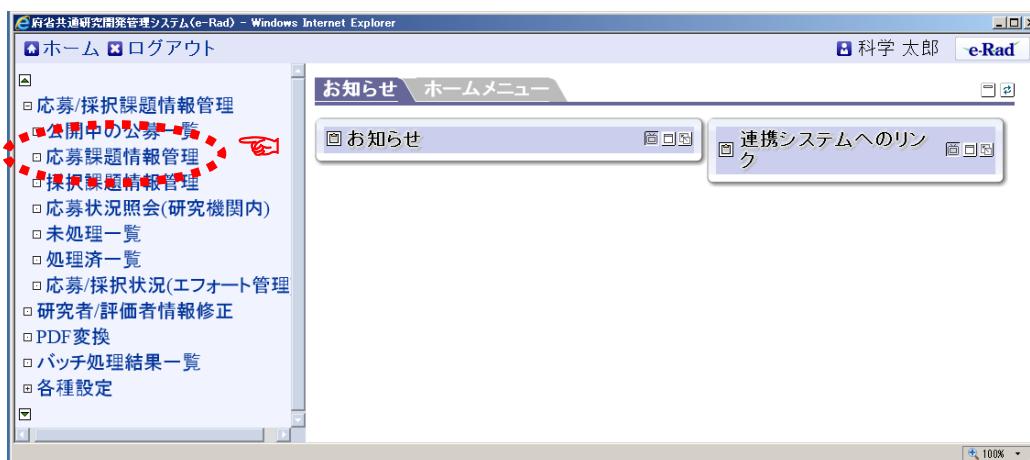 府省共通研究開発管理システム(e-Rad) - Windows Internet Explorer
ホーム ログアウト 科学 太郎 e-Rad
応募/採択課題情報管理
公開中の公募一覧
応募課題情報管理
採択課題情報管理
応募状況照会(研究機関内)
未処理一覧
処理済一覧
応募/採択状況(エフォート管理
研究者/評価者情報修正
PDF変換
バッチ処理結果一覧
各種設定
お知らせ ホームメニュー
お知らせ
連携システムへのリン
ク
100%